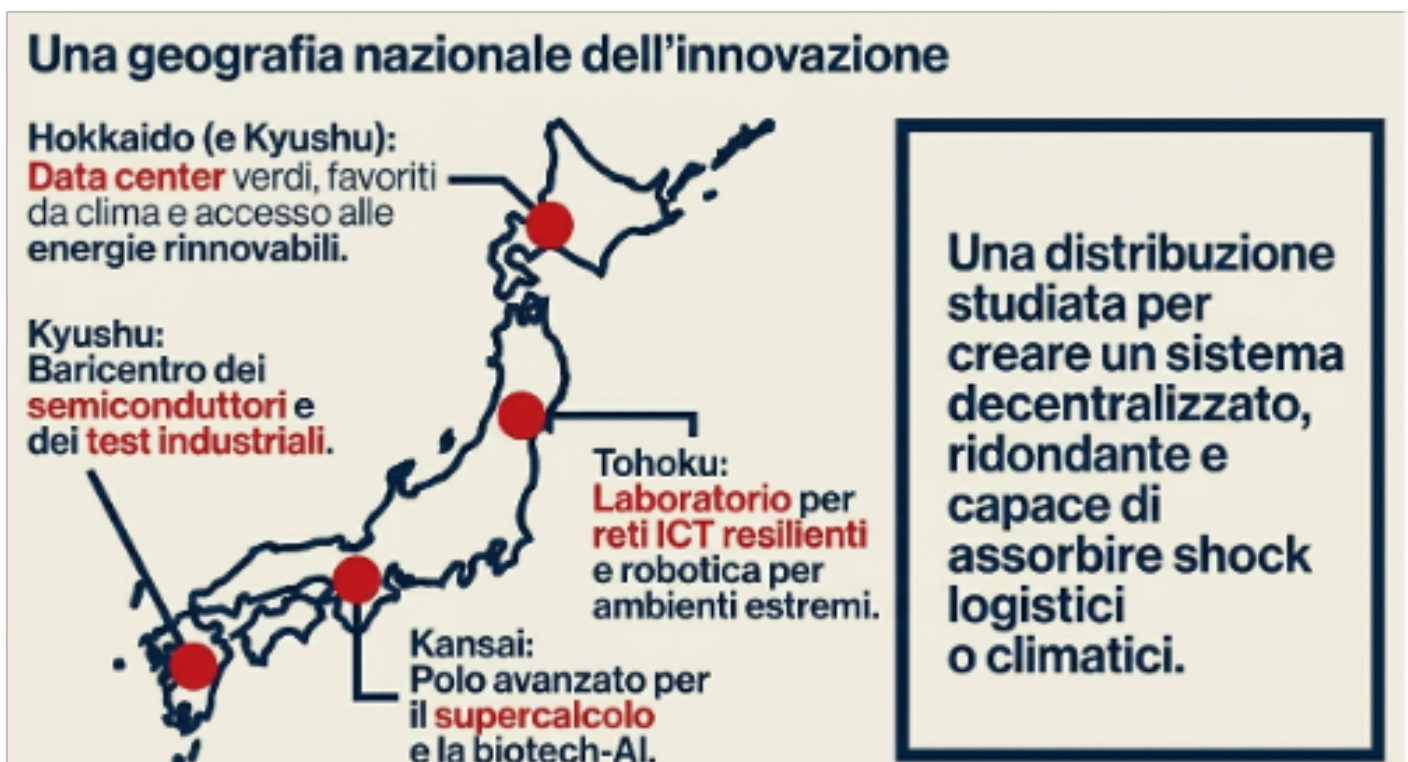 Una geografia nazionale dell'innovazione
Hokkaido (e Kyushu):
Data center verdi, favoriti
da clima e accesso alle
energie rinnovabili.
Kyushu:
Baricentro dei
semiconduttori e
dei test industriali.
Tohoku:
Laboratorio per
reti ICT resilienti
e robotica per
ambienti estremi.
Kansai:
Polo avanzato per
il supercalcolo
e la biotech-AI.
Una distribuzione
studiata per
creare un sistema
decentralizzato,
ridondante e
capace di
assorbire shock
logistici
o climatici.